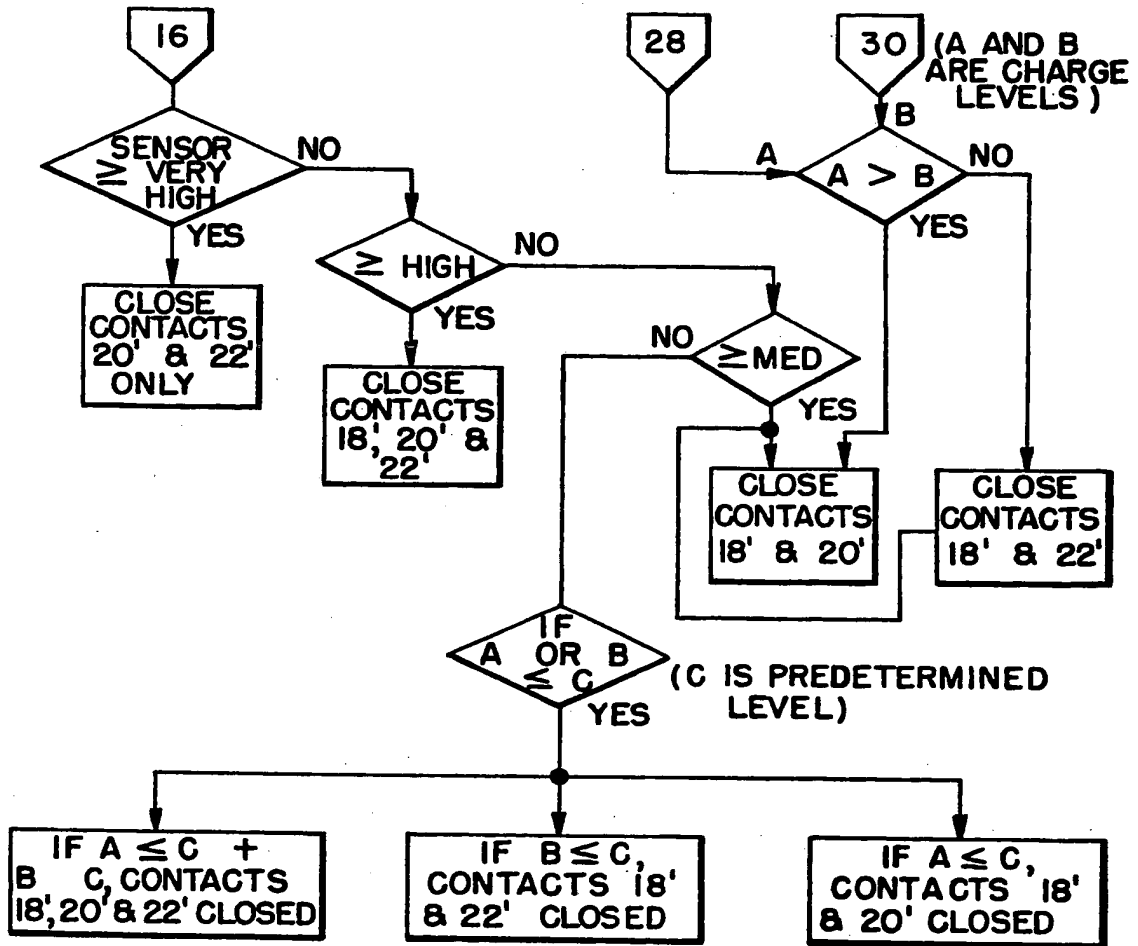 16
28
30
(A AND B
ARE CHARGE
LEVELS)
SENSOR
≥ VERY
HIGH
NO
YES
CLOSE
CONTACTS
20' & 22'
ONLY
≥ HIGH
NO
YES
CLOSE
CONTACTS
18', 20' &
22'
A
B
A > B
NO
YES
≥MED
NO
YES
CLOSE
CONTACTS
18' & 20'
CLOSE
CONTACTS
18' & 22'
IF
A OR B
≤ C
YES
(C IS PREDETERMINED
LEVEL)
IF A ≤ C +
B C, CONTACTS
18', 20' & 22' CLOSED
IF B ≤ C,
CONTACTS 18'
& 22' CLOSED
IF A ≤ C,
CONTACTS 18'
& 20' CLOSED